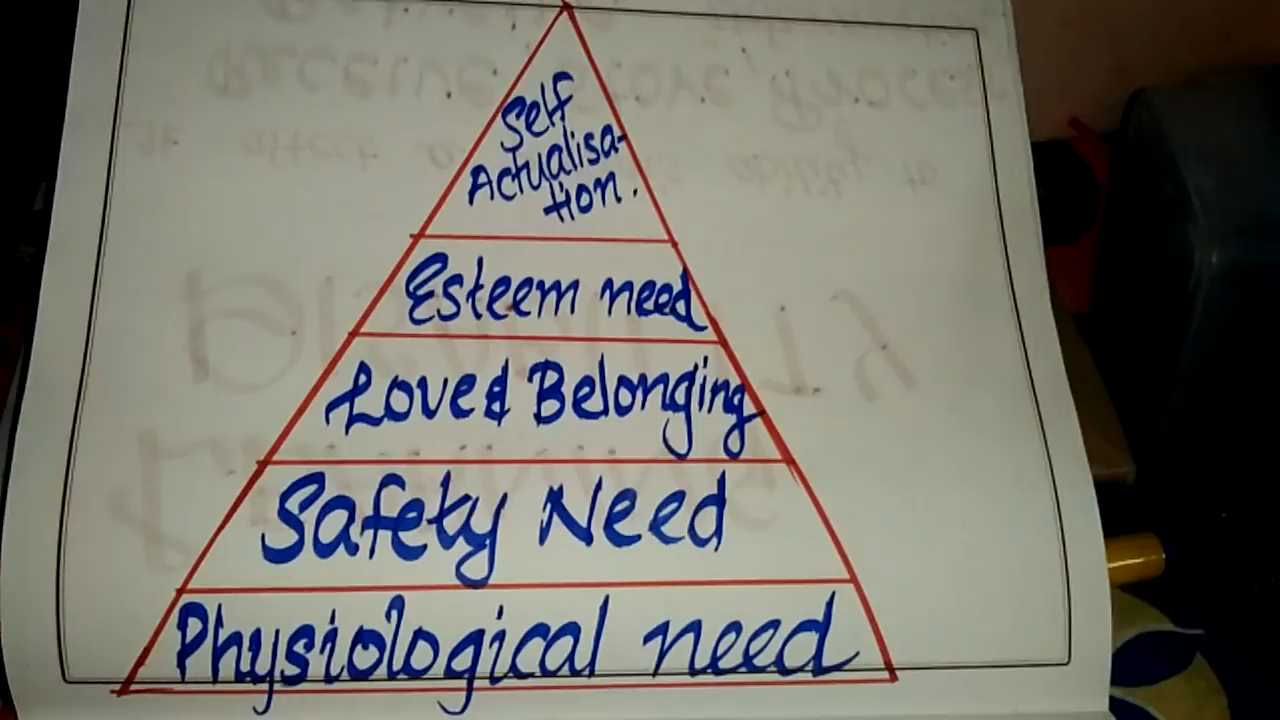 Self
Actualisa-
tion.
Esteem need
Love & Belonging
Safety Need
Physiological need